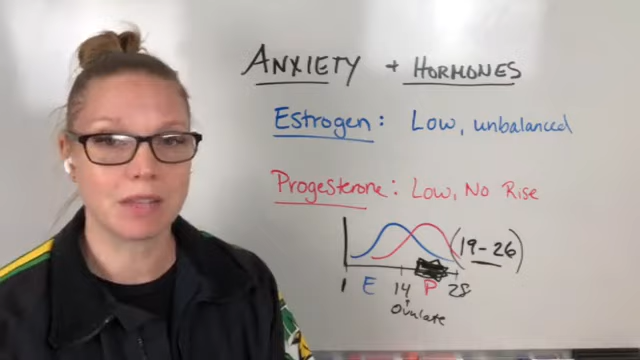 ANXIETY + HORMONES
Estrogen: Low, unbalanced
Progesterone: Low, No Rise
(19-26)
1 E 14 P 28
Ovulate